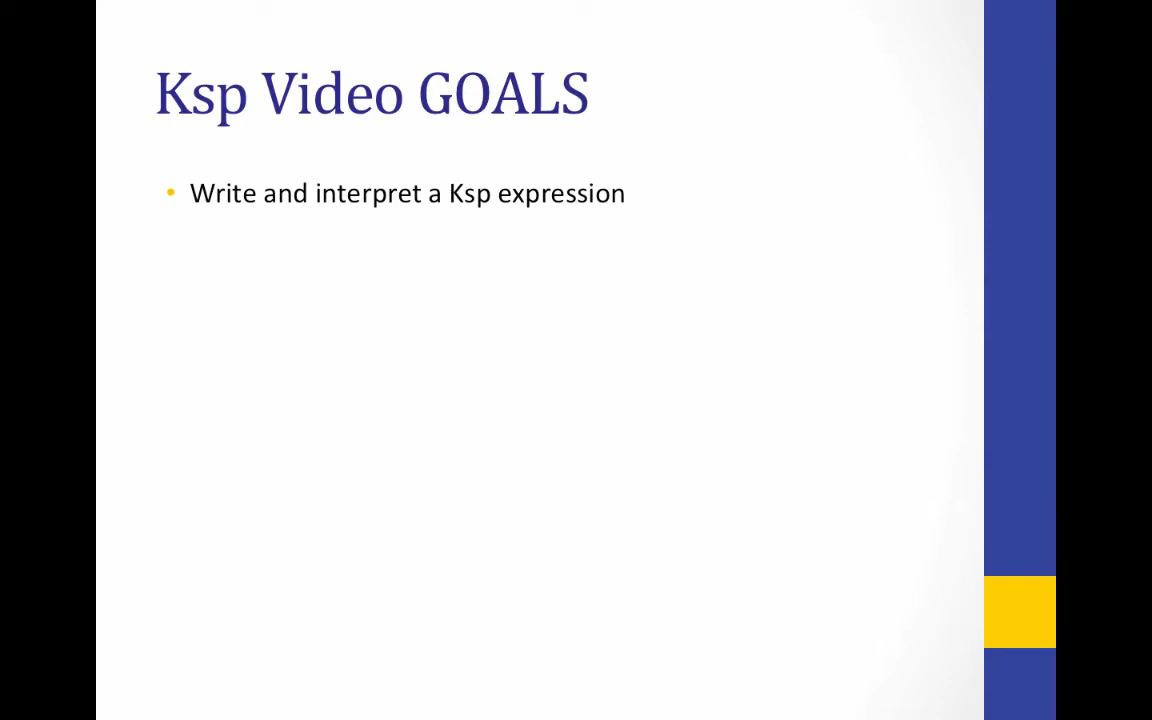 Ksp Video GOALS
• Write and interpret a Ksp expression